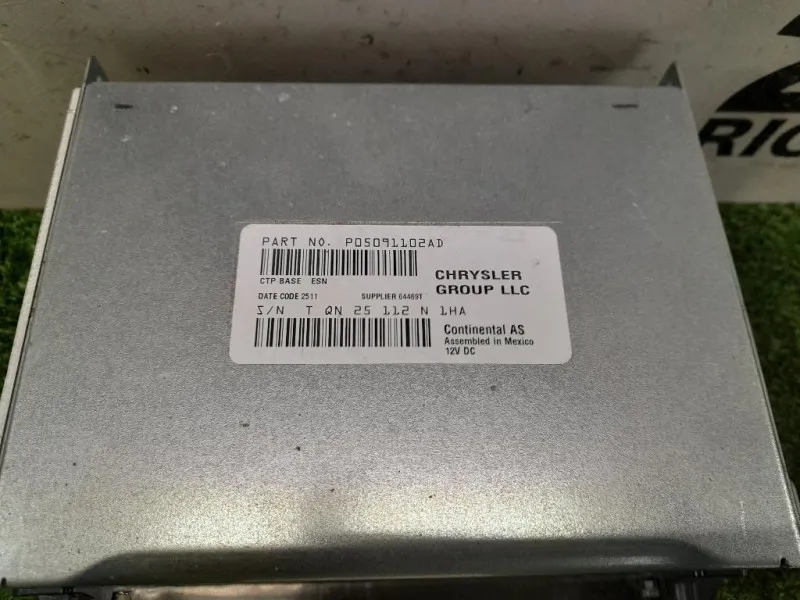 RIC
PART NO. P05091102AD
CTP BASE ESN
CHRYSLER
GROUP LLC
DATE CODE 2511 SUPPLIER 64469T
S/N T QN 25 112 N 1HA
Continental AS
Assembled in Mexico
12V DC